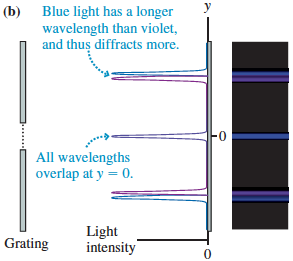 (b)
Blue light has a longer
wavelength than violet,
and thus diffracts more.
y
0
All wavelengths
overlap at y = 0.
Light
intensity
Grating
0